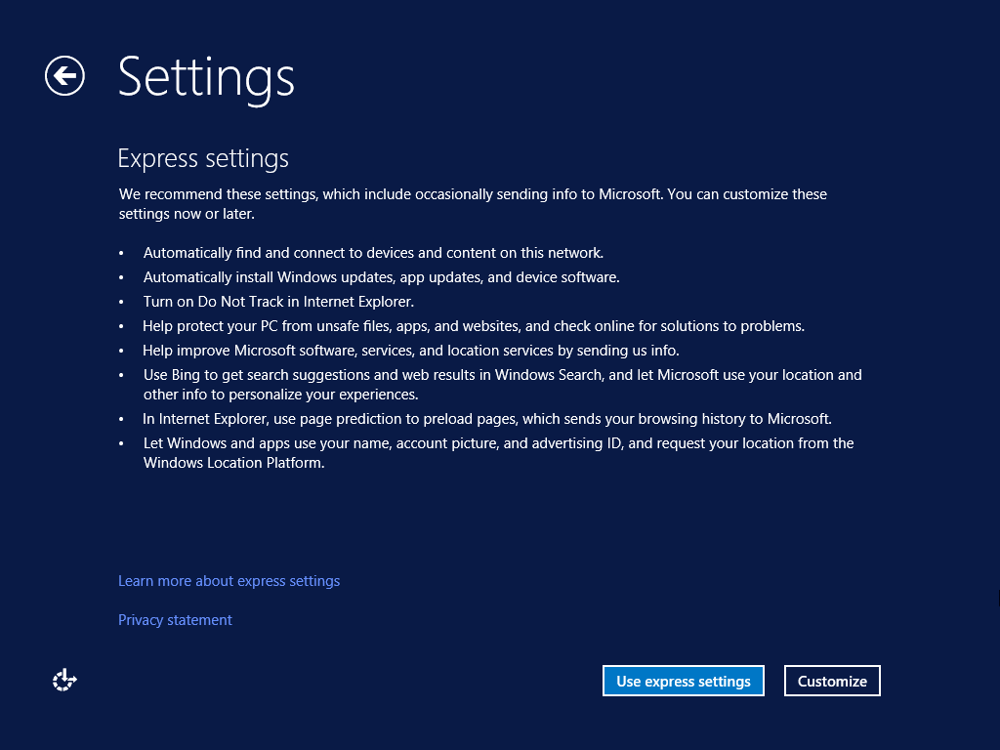 Settings
Express settings
We recommend these settings, which include occasionally sending info to Microsoft. You can customize these
settings now or later.
• Automatically find and connect to devices and content on this network.
• Automatically install Windows updates, app updates, and device software.
• Turn on Do Not Track in Internet Explorer.
• Help protect your PC from unsafe files, apps, and websites, and check online for solutions to problems.
• Help improve Microsoft software, services, and location services by sending us info.
• Use Bing to get search suggestions and web results in Windows Search, and let Microsoft use your location and
other info to personalize your experiences.
• In Internet Explorer, use page prediction to preload pages, which sends your browsing history to Microsoft.
• Let Windows and apps use your name, account picture, and advertising ID, and request your location from the
Windows Location Platform.
Learn more about express settings
Privacy statement
Use express settings
Customize